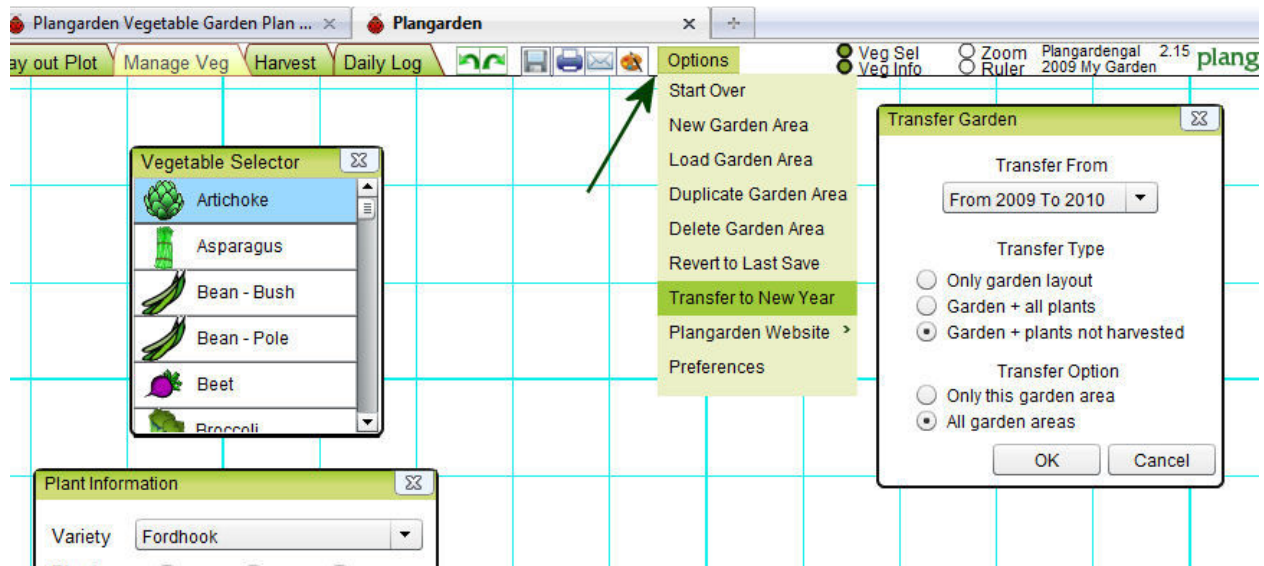 Plangarden Vegetable Garden Plan ...
Plangarden
ay out Plot
Manage Veg
Harvest
Daily Log
Options
Veg Sel
Veg Info
Zoom
Ruler
Plangardengal 2.15
2009 My Garden
plang
Start Over
New Garden Area
Load Garden Area
Duplicate Garden Area
Delete Garden Area
Revert to Last Save
Transfer to New Year
Plangarden Website >
Preferences
Vegetable Selector
Artichoke
Asparagus
Bean - Bush
Bean - Pole
Beet
Broccoli
Transfer Garden
Transfer From
From 2009 To 2010
Transfer Type
Only garden layout
Garden + all plants
Garden + plants not harvested
Transfer Option
Only this garden area
All garden areas
OK
Cancel
Plant Information
Variety
Fordhook